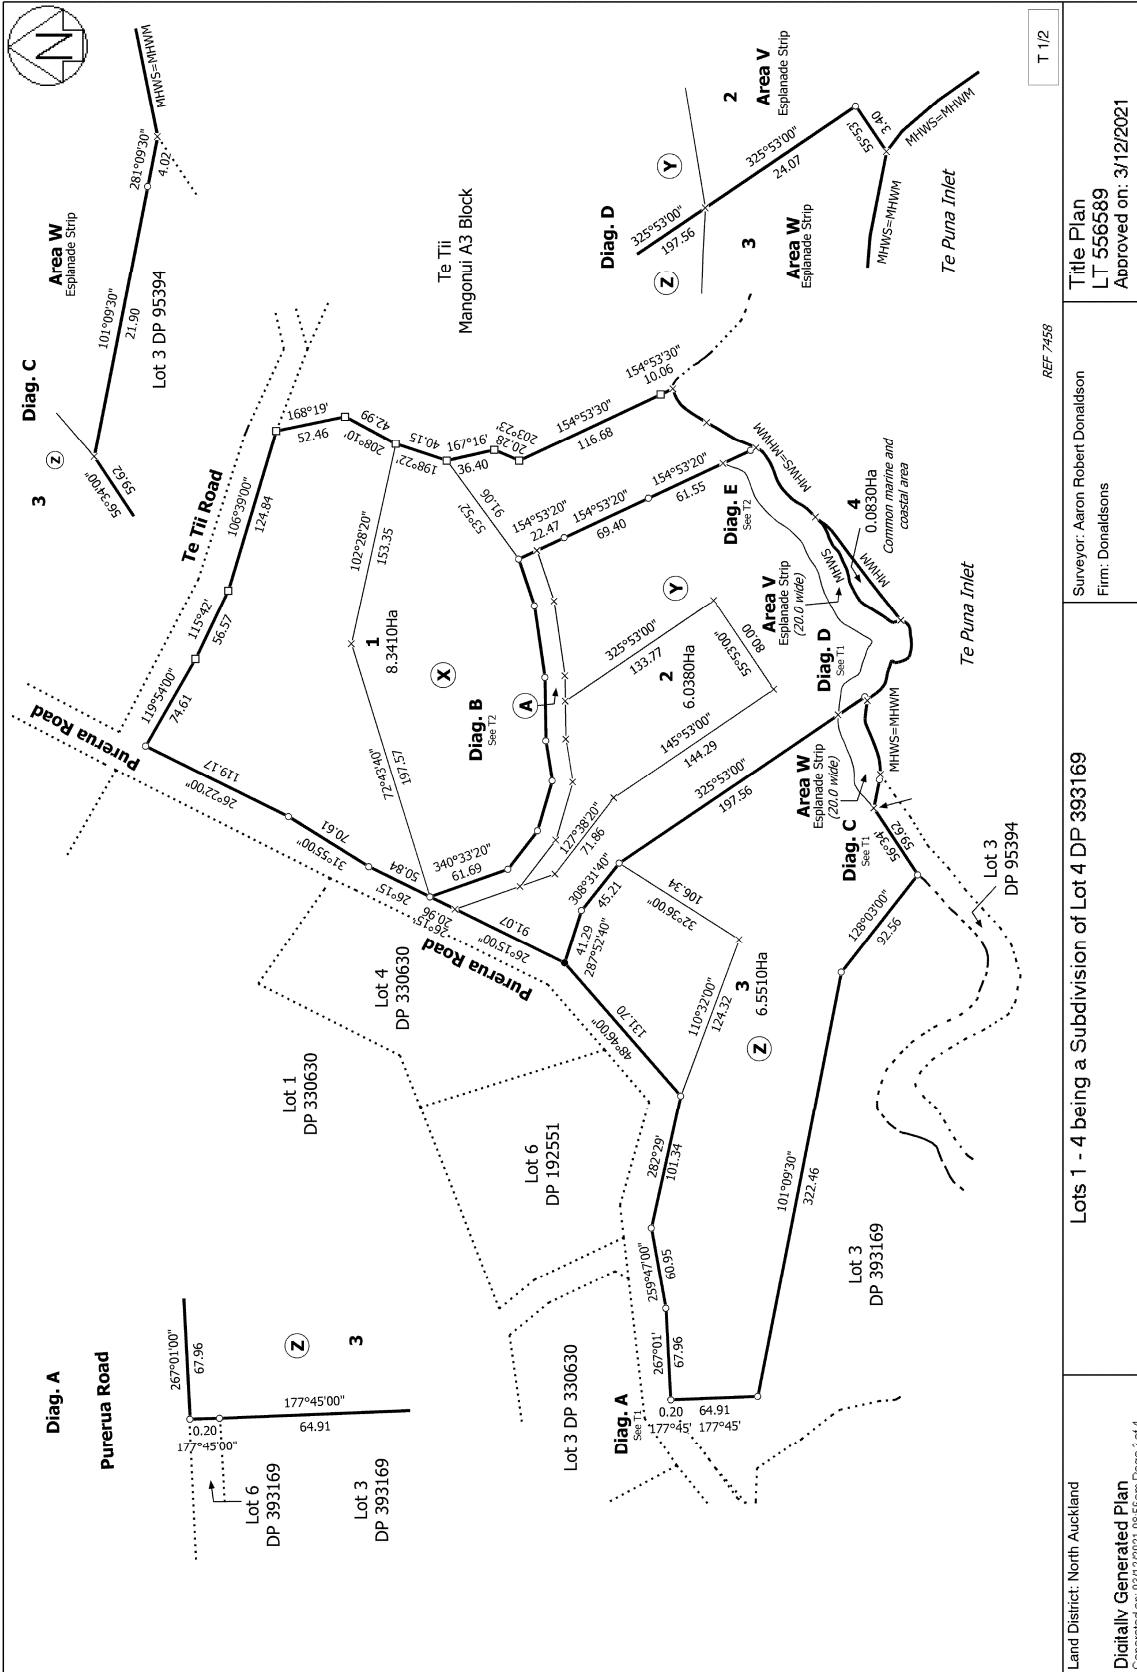 N
MHWS=MHWM
281°09'30"
4.02
Area W
Esplanade Strip
101°09'30"
21.90
Lot 3 DP 95394
Diag. C
3
Z
56°34'00"
59.62
Te Tii
Mangonui A3 Block
2
Area V
Esplanade Strip
Y
325°53'00"
24.07
55°53'
3.40
MHWS=MHWM
MHWS=MHWM
Te Puna Inlet
Diag. D
325°53'00"
197.56
Z
3
Area W
Esplanade Strip
Te Tii Road
Purerua Road
119°54'00"
74.61
115°42'
56.57
106°39'00"
124.84
168°19'
52.46
208°10'
42.99
198°22'
40.15
197°16'
36.40
203°23'
20.28
154°53'30"
116.68
154°53'30"
10.06
53°52'
91.06
102°28'20"
153.35
72°43'40"
197.57
1
8.3410Ha
X
Diag. B
See T2
A
154°53'20"
22.47
154°53'20"
69.40
154°53'20"
61.55
Diag. E
See T2
MHWS=MHWM
4
0.0830Ha
Common marine and
coastal area
MHWS
MHWM
Area V
Esplanade Strip
(20.0 wide)
Y
325°53'00"
133.77
2
6.0380Ha
55°53'00"
80.00
145°53'00"
144.29
127°38'20"
71.86
Diag. D
See T1
Te Puna Inlet
MHWS=MHWM
Area W
Esplanade Strip
(20.0 wide)
Diag. C
See T1
56°34'
59.62
325°53'00"
197.56
26°22'00"
119.17
31°55'00"
70.61
26°15'
50.84
340°33'20"
61.69
26°15'
20.96
26°15'00"
91.07
Purerua Road
308°31'40"
45.21
41.29
287°52'40"
32°36'00"
106.34
110°32'00"
124.32
3
6.5510Ha
Z
48°46'00"
131.70
128°03'00"
92.56
Lot 3
DP 95394
Lot 4
DP 330630
Lot 1
DP 330630
Lot 6
DP 192551
282°29'
101.34
259°47'00"
60.95
267°01'
67.96
101°09'30"
322.46
Lot 3
DP 393169
Lot 3 DP 330630
Diag. A
See T1
0.20
177°45'
64.91
177°45'
Diag. A
Purerua Road
267°01'00"
67.96
Z
3
0.20
177°45'00"
177°45'00"
64.91
Lot 6
DP 393169
Lot 3
DP 393169
REF 7458
T 1/2
Land District: North Auckland
Digitally Generated Plan
Lots 1 - 4 being a Subdivision of Lot 4 DP 393169
Surveyor: Aaron Robert Donaldson
Firm: Donaldsons
Title Plan
LT 556589
Approved on: 3/12/2021